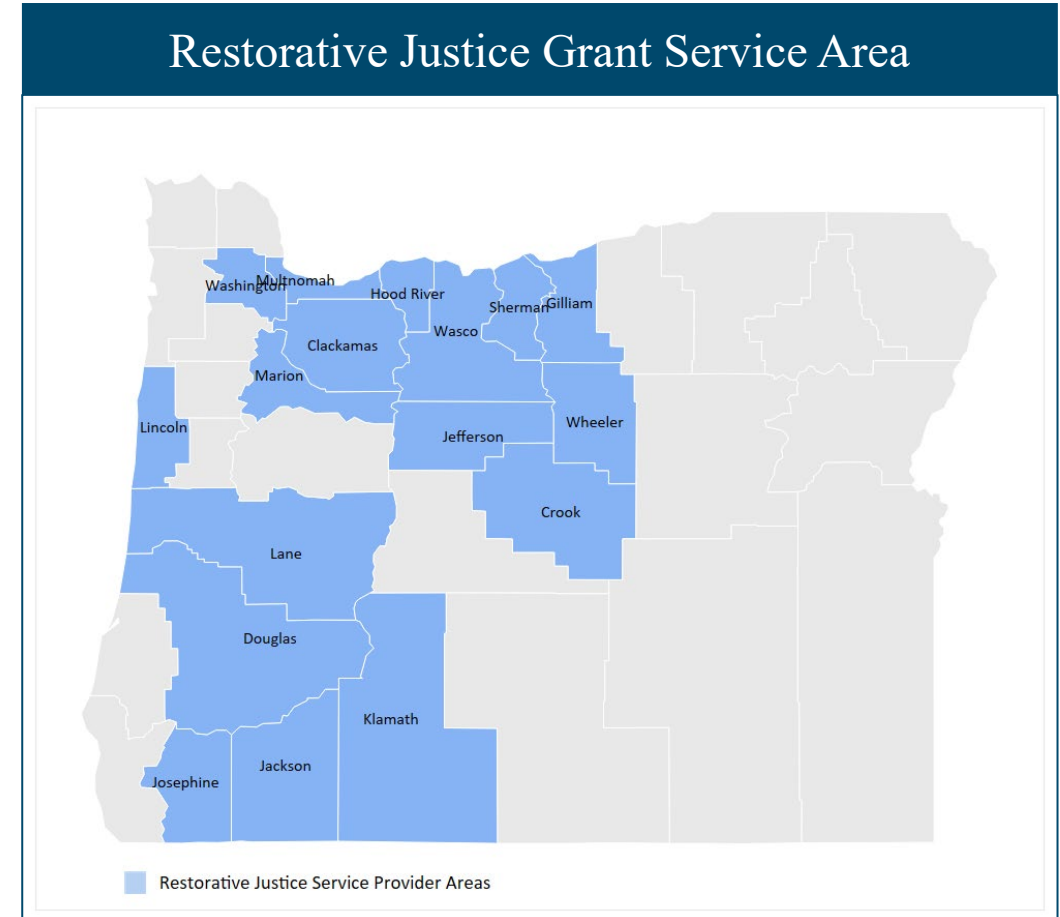 Restorative Justice Grant Service Area
Washington
Multnomah
Hood River
Sherman
Gilliam
Wasco
Clackamas
Marion
Lincoln
Jefferson
Wheeler
Crook
Lane
Douglas
Klamath
Jackson
Josephine
Restorative Justice Service Provider Areas